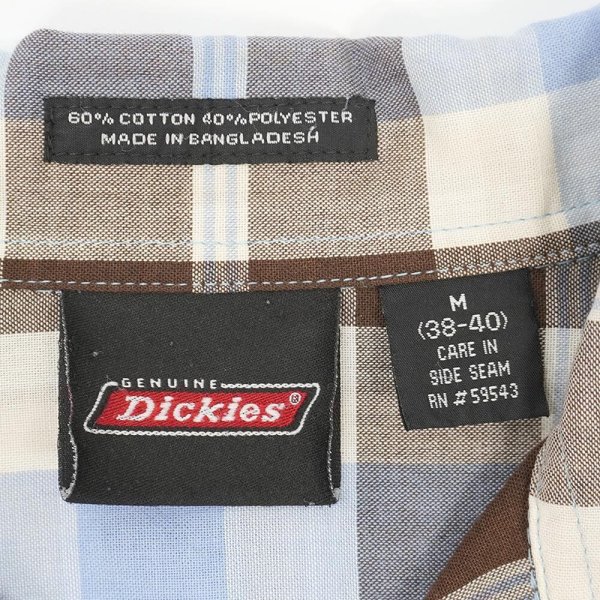 60% COTTON 40% POLYESTER
MADE IN BANGLADESH
GENUINE
Dickies®
M
(38-40)
CARE IN
SIDE SEAM
RN # 59543